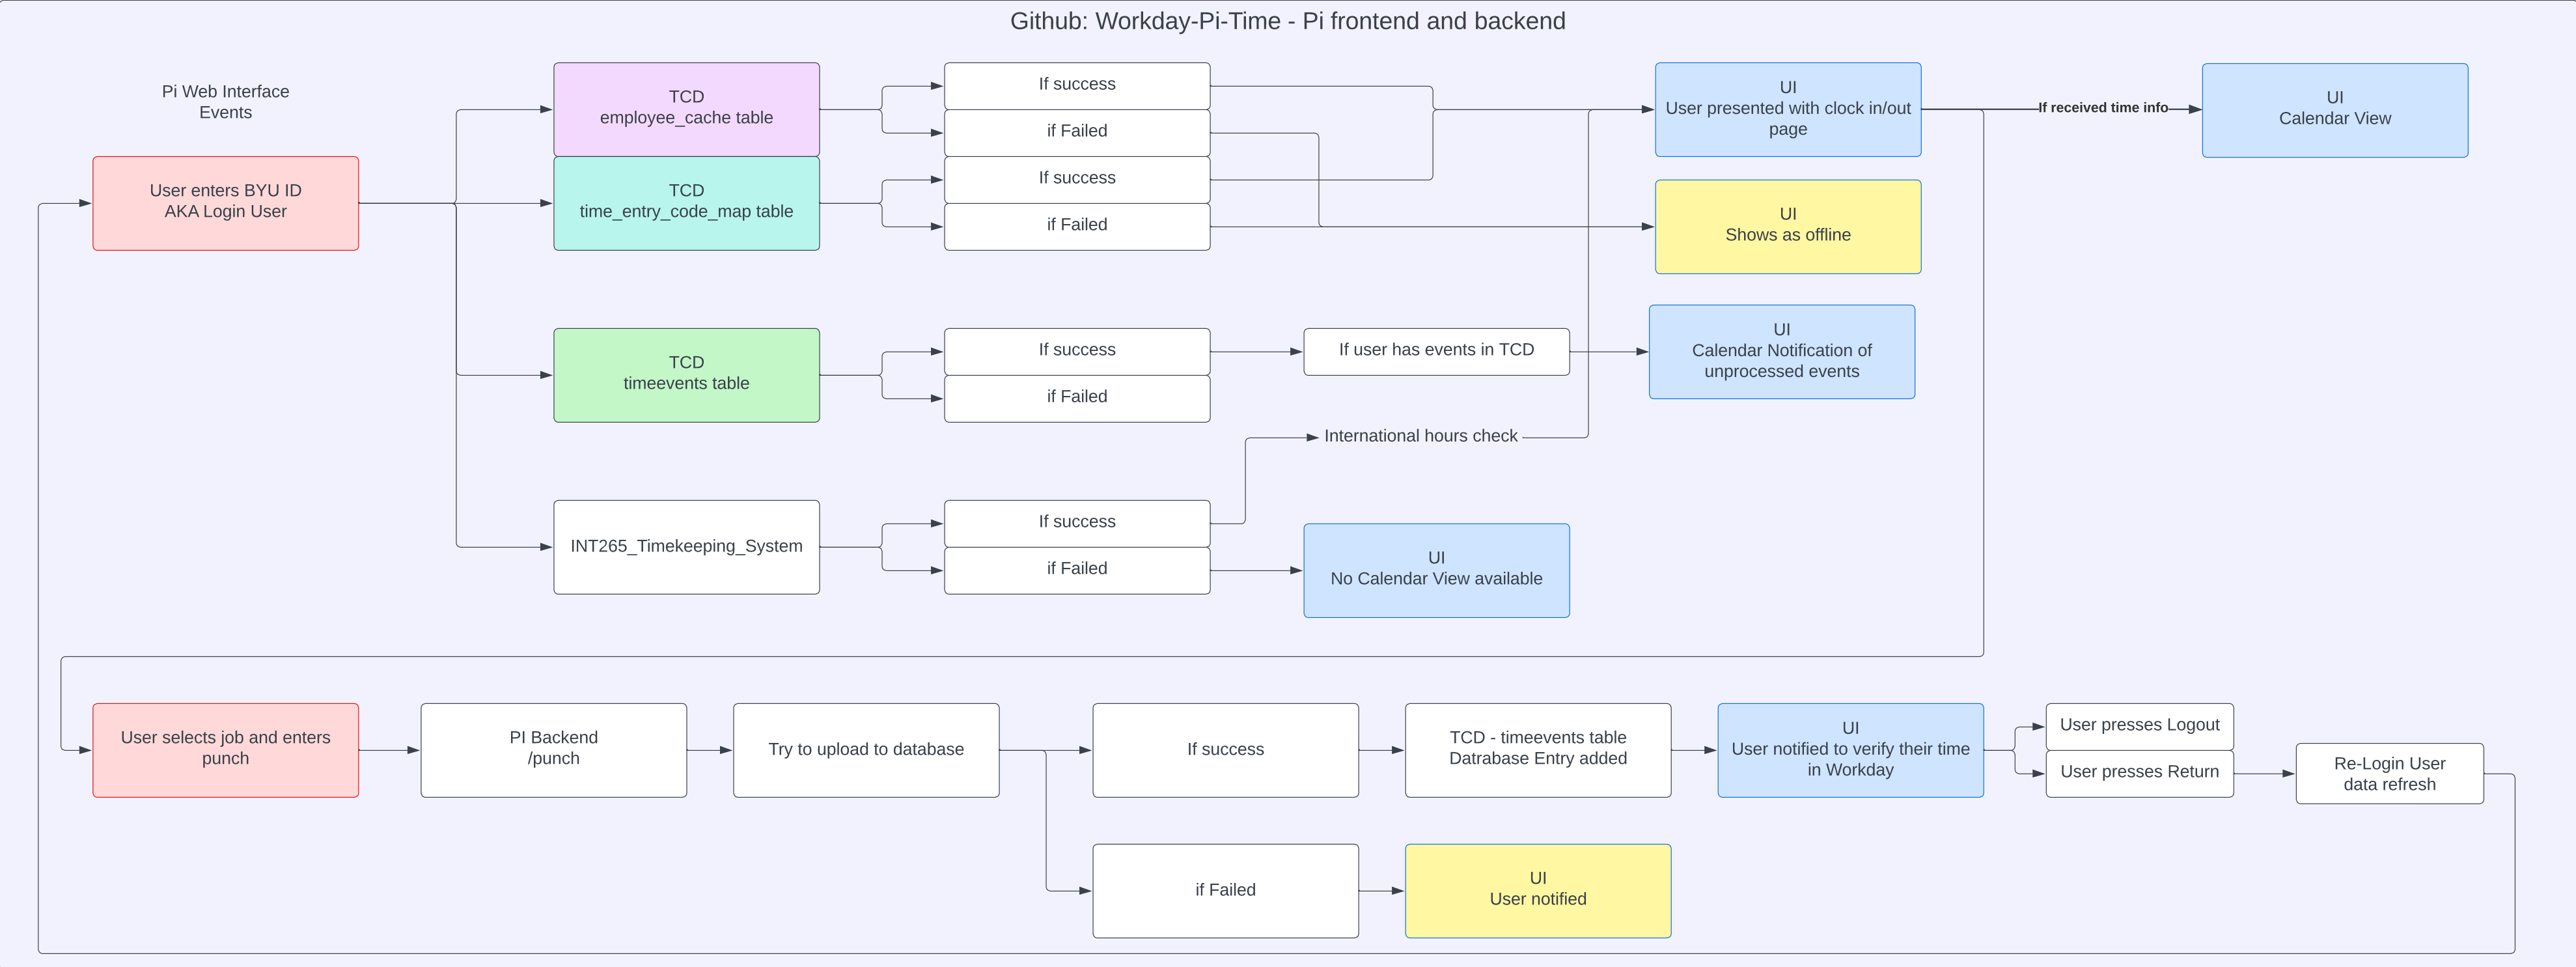 Github: Workday-Pi-Time - Pi frontend and backend
Pi Web Interface
Events
User enters BYU ID
AKA Login User
TCD
employee_cache table
TCD
time_entry_code_map table
If success
if Failed
If success
if Failed
UI
User presented with clock in/out
page
If received time info
UI
Calendar View
UI
Shows as offline
TCD
timeevents table
If success
if Failed
If user has events in TCD
UI
Calendar Notification of
unprocessed events
International hours check
INT265_Timekeeping_System
If success
if Failed
UI
No Calendar View available
User selects job and enters
punch
PI Backend
/punch
Try to upload to database
If success
TCD - timeevents table
Datrabase Entry added
UI
User notified to verify their time
in Workday
User presses Logout
User presses Return
Re-Login User
data refresh
if Failed
UI
User notified